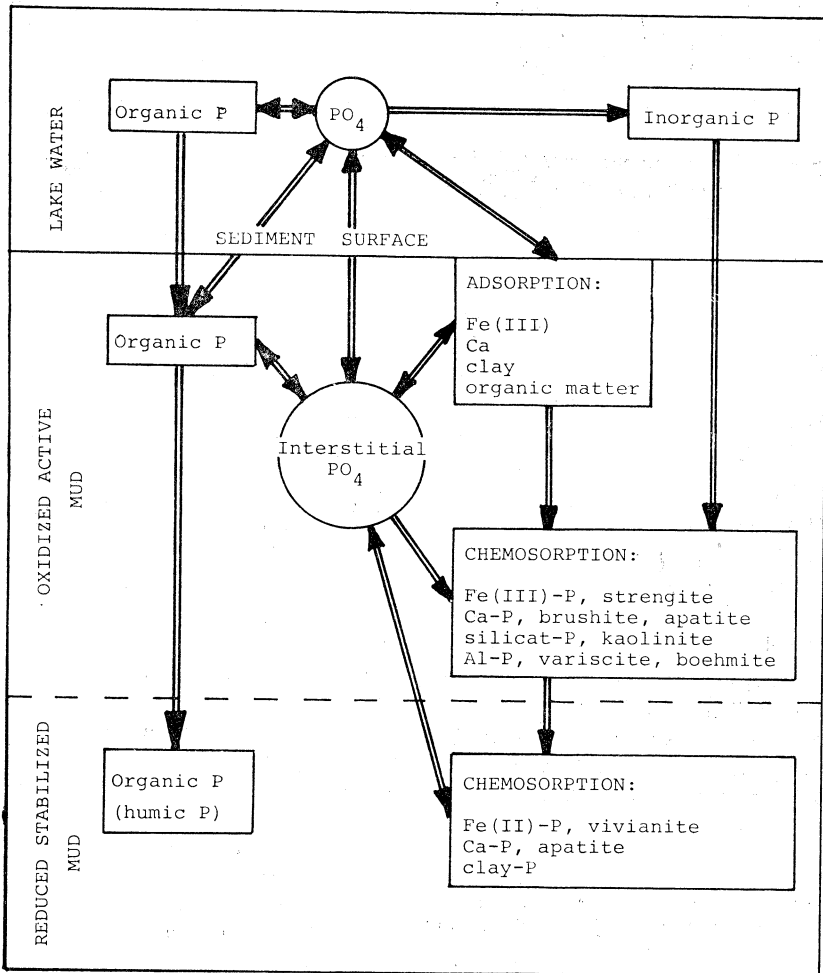 LAKE WATER
Organic P
PO4
Inorganic P
SEDIMENT SURFACE
OXIDIZED ACTIVE
MUD
Organic P
ADSORPTION:
Fe(III)
Ca
clay
organic matter
Interstitial
PO4
CHEMOSORPTION:
Fe(III)-P, strengite
Ca-P, brushite, apatite
silicat-P, kaolinite
Al-P, variscite, boehmite
REDUCED STABILIZED
MUD
Organic P
(humic P)
CHEMOSORPTION:
Fe(II)-P, vivianite
Ca-P, apatite
clay-P